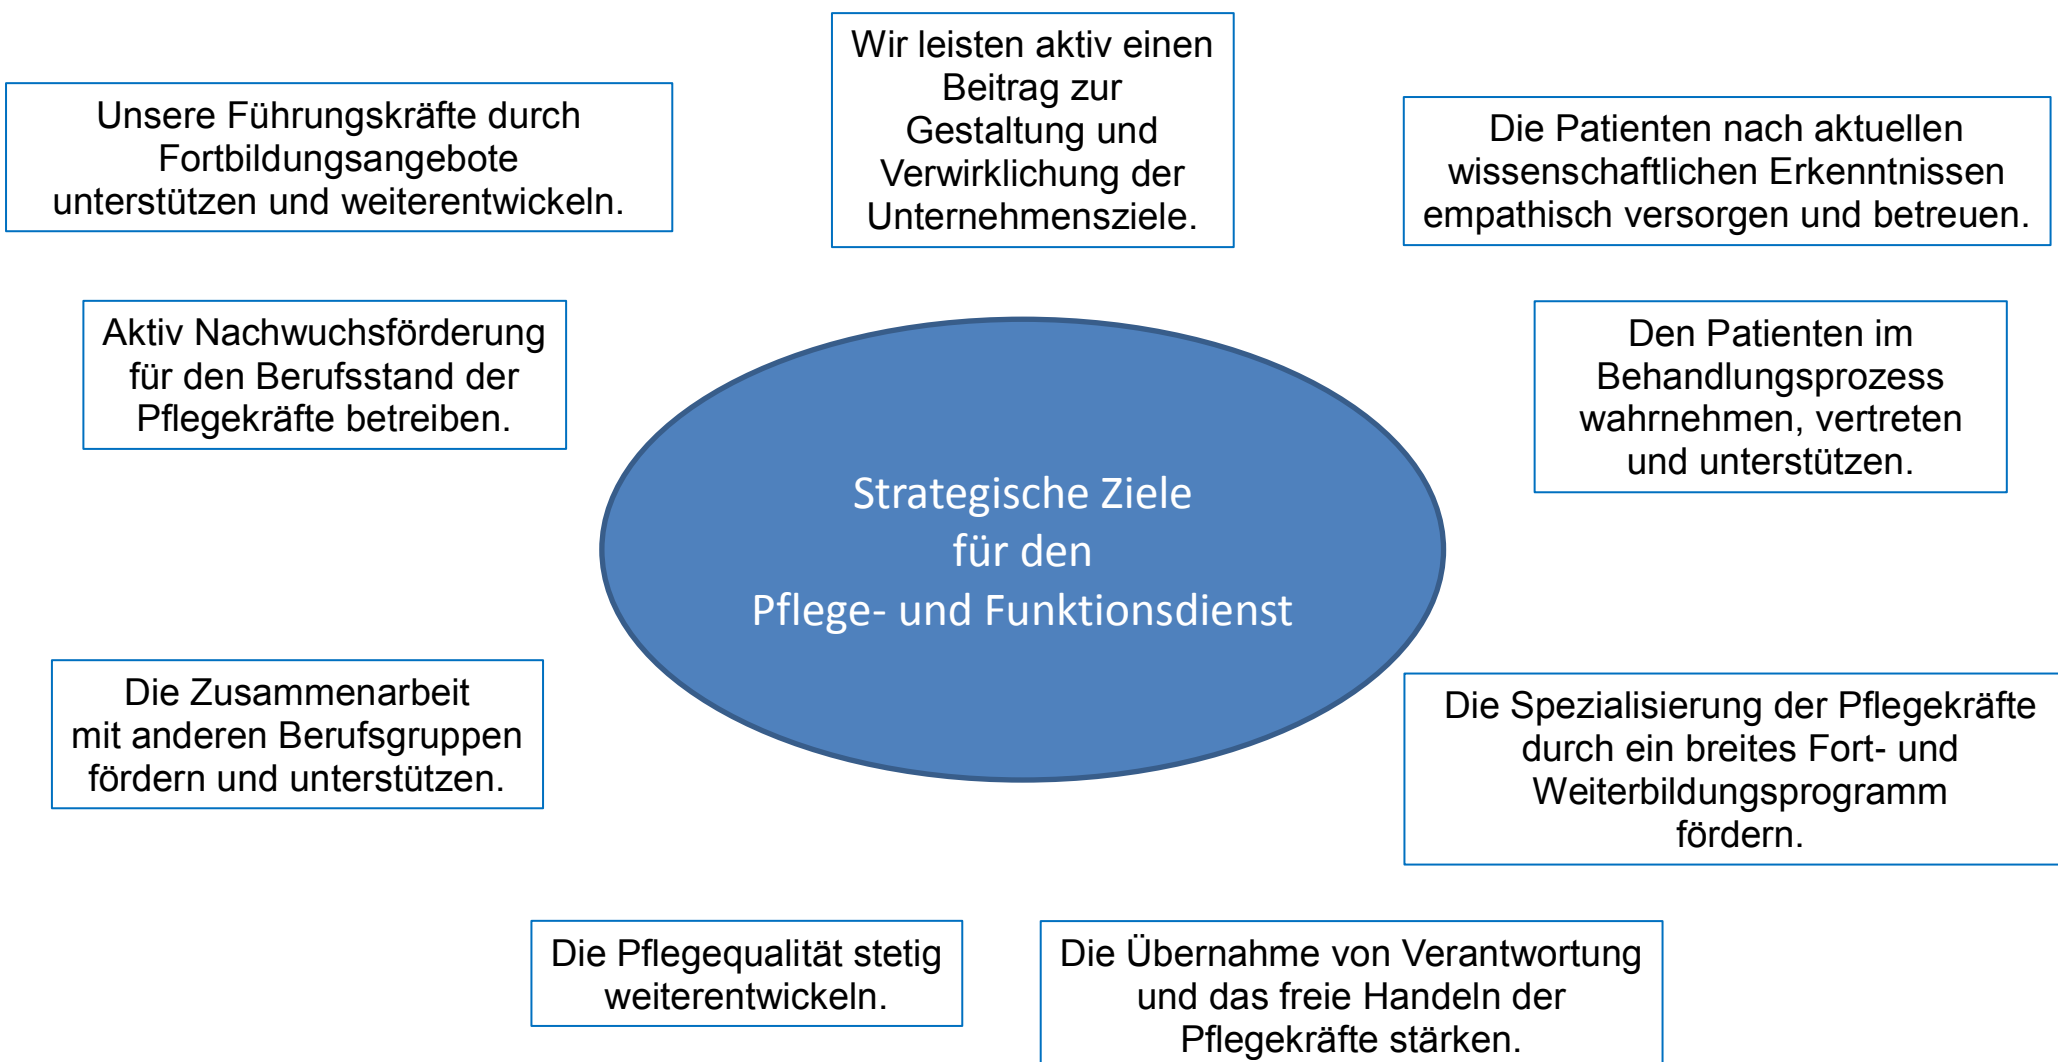 Wir leisten aktiv einen
Beitrag zur
Gestaltung und
Verwirklichung der
Unternehmensziele.
Unsere Führungskräfte durch
Fortbildungsangebote
unterstützen und weiterentwickeln.
Die Patienten nach aktuellen
wissenschaftlichen Erkenntnissen
empathisch versorgen und betreuen.
Aktiv Nachwuchsförderung
für den Berufsstand der
Pflegekräfte betreiben.
Den Patienten im
Behandlungsprozess
wahrnehmen, vertreten
und unterstützen.
Strategische Ziele
für den
Pflege- und Funktionsdienst
Die Zusammenarbeit
mit anderen Berufsgruppen
fördern und unterstützen.
Die Spezialisierung der Pflegekräfte
durch ein breites Fort- und
Weiterbildungsprogramm
fördern.
Die Pflegequalität stetig
weiterentwickeln.
Die Übernahme von Verantwortung
und das freie Handeln der
Pflegekräfte stärken.